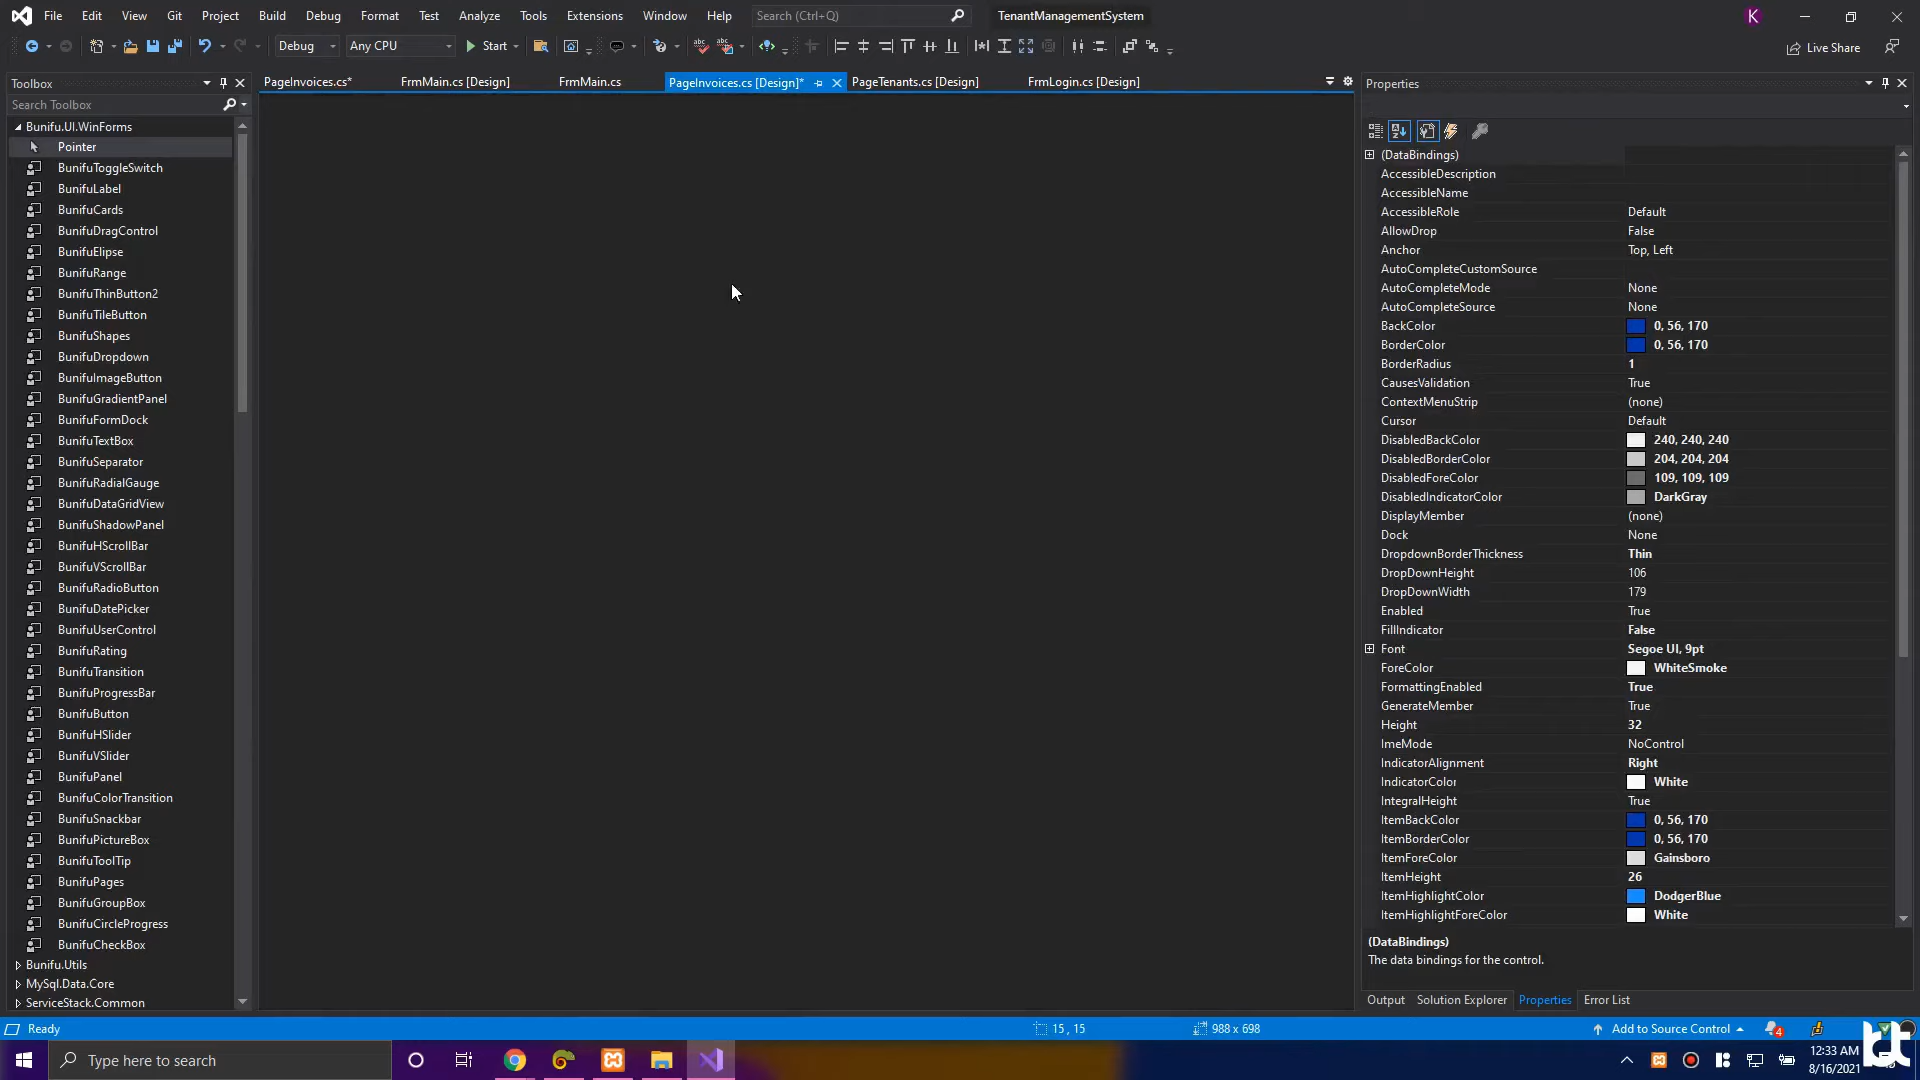 File Edit View Git Project Build Debug Format Test Analyze Tools Extensions Window Help Search (Ctrl+Q) TenantManagementSystem K
Debug Any CPU Start Live Share
Toolbox
PageInvoices.cs* FrmMain.cs [Design] FrmMain.cs PageInvoices.cs [Design]* PageTenants.cs [Design] FrmLogin.cs [Design]
Properties
Search Toolbox
Bunifu.UI.WinForms
Pointer
BunifuToggleSwitch
BunifuLabel
BunifuCards
BunifuDragControl
BunifuElipse
BunifuRange
BunifuThinButton2
BunifuTileButton
BunifuShapes
BunifuDropdown
BunifuImageButton
BunifuGradientPanel
BunifuFormDock
BunifuTextBox
BunifuSeparator
BunifuRadialGauge
BunifuDataGridView
BunifuShadowPanel
BunifuHScrollBar
BunifuVScrollBar
BunifuRadioButton
BunifuDatePicker
BunifuUserControl
BunifuRating
BunifuTransition
BunifuProgressBar
BunifuButton
BunifuHSlider
BunifuVSlider
BunifuPanel
BunifuColorTransition
BunifuSnackbar
BunifuPictureBox
BunifuToolTip
BunifuPages
BunifuGroupBox
BunifuCircleProgress
BunifuCheckBox
Bunifu.Utils
MySql.Data.Core
ServiceStack.Common
(DataBindings)
AccessibleDescription
AccessibleName
AccessibleRole Default
AllowDrop False
Anchor Top, Left
AutoCompleteCustomSource
AutoCompleteMode None
AutoCompleteSource None
BackColor 0, 56, 170
BorderColor 0, 56, 170
BorderRadius 1
CausesValidation True
ContextMenuStrip (none)
Cursor Default
DisabledBackColor 240, 240, 240
DisabledBorderColor 204, 204, 204
DisabledForeColor 109, 109, 109
DisabledIndicatorColor DarkGray
DisplayMember (none)
Dock None
DropdownBorderThickness Thin
DropDownHeight 106
DropDownWidth 179
Enabled True
FillIndicator False
Font Segoe UI, 9pt
ForeColor WhiteSmoke
FormattingEnabled True
GenerateMember True
Height 32
ImeMode NoControl
IndicatorAlignment Right
IndicatorColor White
IntegralHeight True
ItemBackColor 0, 56, 170
ItemBorderColor 0, 56, 170
ItemForeColor Gainsboro
ItemHeight 26
ItemHighlightColor DodgerBlue
ItemHighlightForeColor White
(DataBindings)
The data bindings for the control.
Output Solution Explorer Properties Error List
Ready 15 , 15 988 x 698 Add to Source Control 4
Type here to search
12:33 AM
8/16/2021